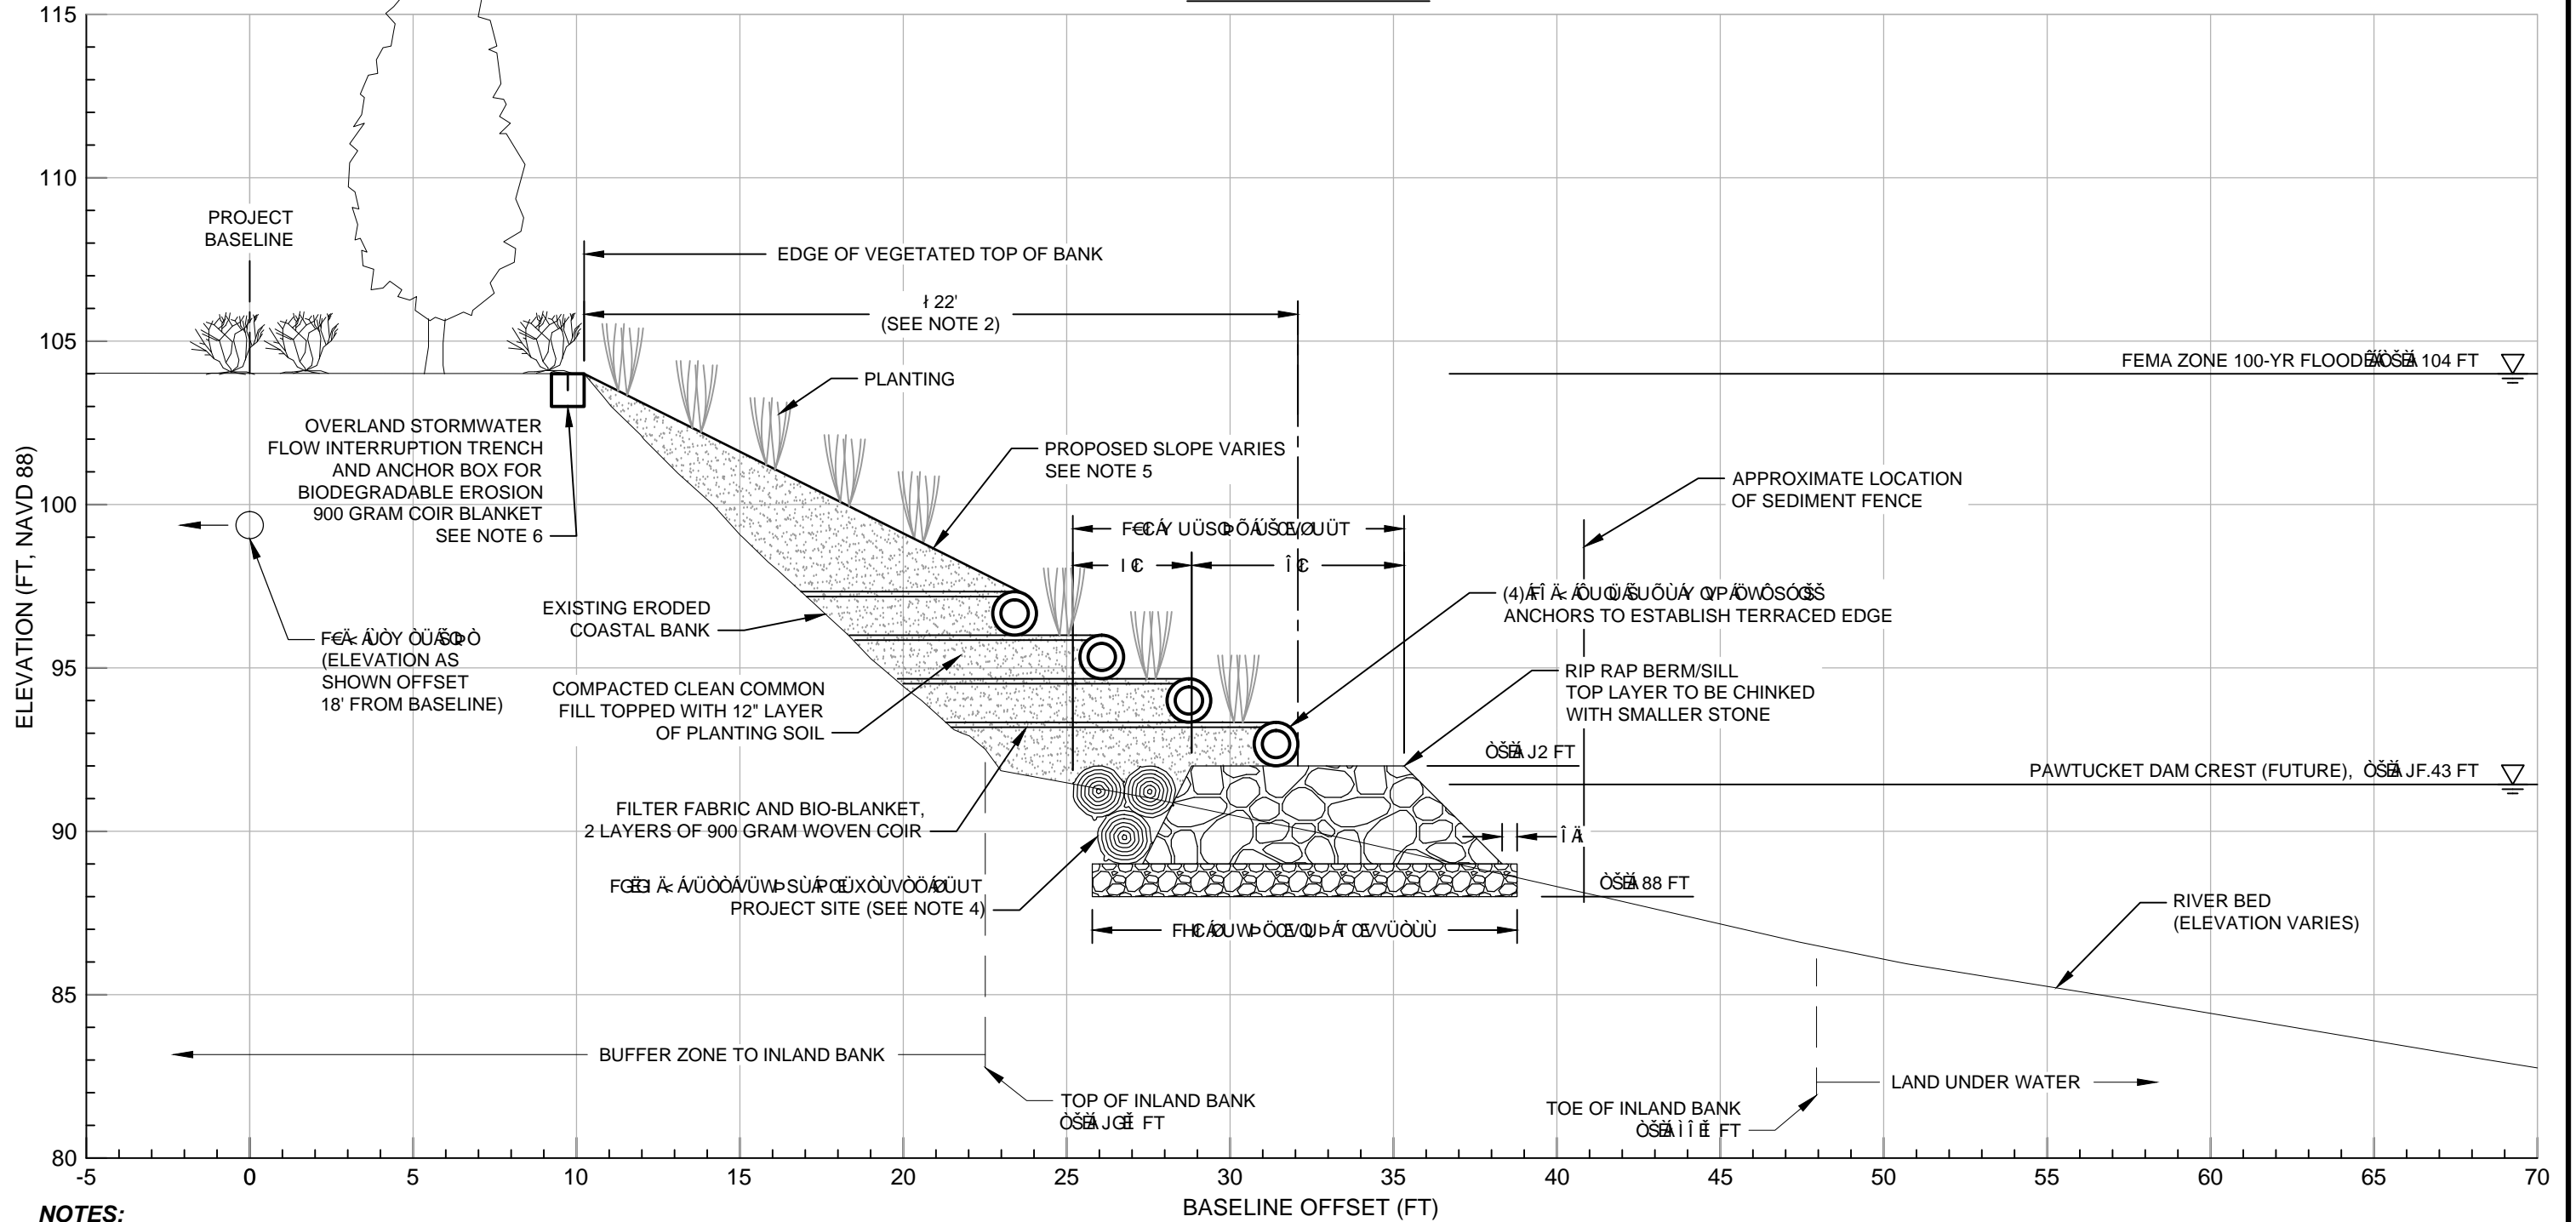 115
110
105
100
95
90
85
80
ELEVATION (FT, NAVD 88)
PROJECT
BASELINE
EDGE OF VEGETATED TOP OF BANK
22'
(SEE NOTE 2)
PLANTING
FEMA ZONE 100-YR FLOOD 104 FT
OVERLAND STORMWATER
FLOW INTERRUPTION TRENCH
AND ANCHOR BOX FOR
BIODEGRADABLE EROSION
900 GRAM COIR BLANKET
SEE NOTE 6
PROPOSED SLOPE VARIES
SEE NOTE 5
APPROXIMATE LOCATION
OF SEDIMENT FENCE
(ELEVATION AS
SHOWN OFFSET
18' FROM BASELINE)
EXISTING ERODED
COASTAL BANK
(4)
ANCHORS TO ESTABLISH TERRACED EDGE
COMPACTED CLEAN COMMON
FILL TOPPED WITH 12" LAYER
OF PLANTING SOIL
RIP RAP BERM/SILL
TOP LAYER TO BE CHINKED
WITH SMALLER STONE
FT
PAWTUCKET DAM CREST (FUTURE), .43 FT
FILTER FABRIC AND BIO-BLANKET,
2 LAYERS OF 900 GRAM WOVEN COIR
PROJECT SITE (SEE NOTE 4)
88 FT
RIVER BED
(ELEVATION VARIES)
BUFFER ZONE TO INLAND BANK
TOP OF INLAND BANK
FT
LAND UNDER WATER
TOE OF INLAND BANK
FT
-5 0 5 10 15 20 25 30 35 40 45 50 55 60 65 70
BASELINE OFFSET (FT)
NOTES: